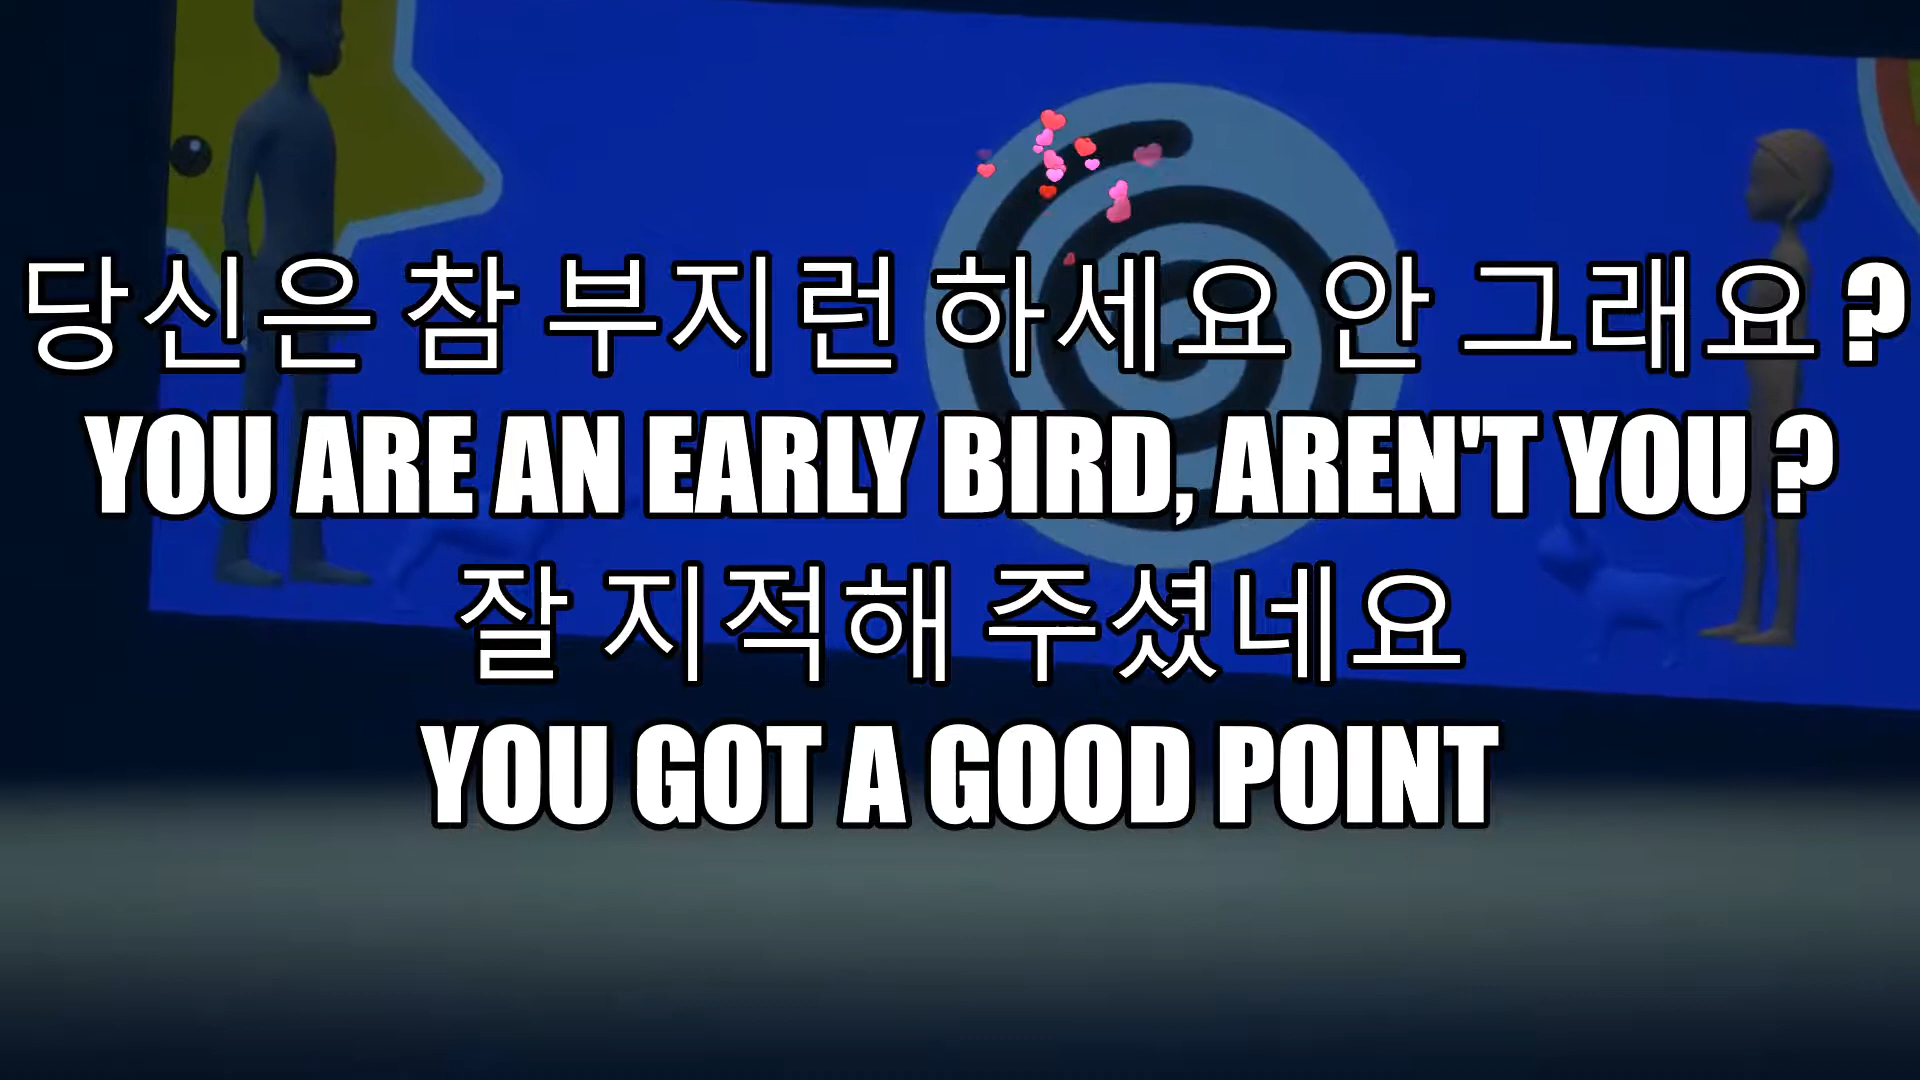 당신은 참 부지런 하세요 안 그래요 ?
YOU ARE AN EARLY BIRD, AREN'T YOU ?
잘 지적해 주셨네요
YOU GOT A GOOD POINT